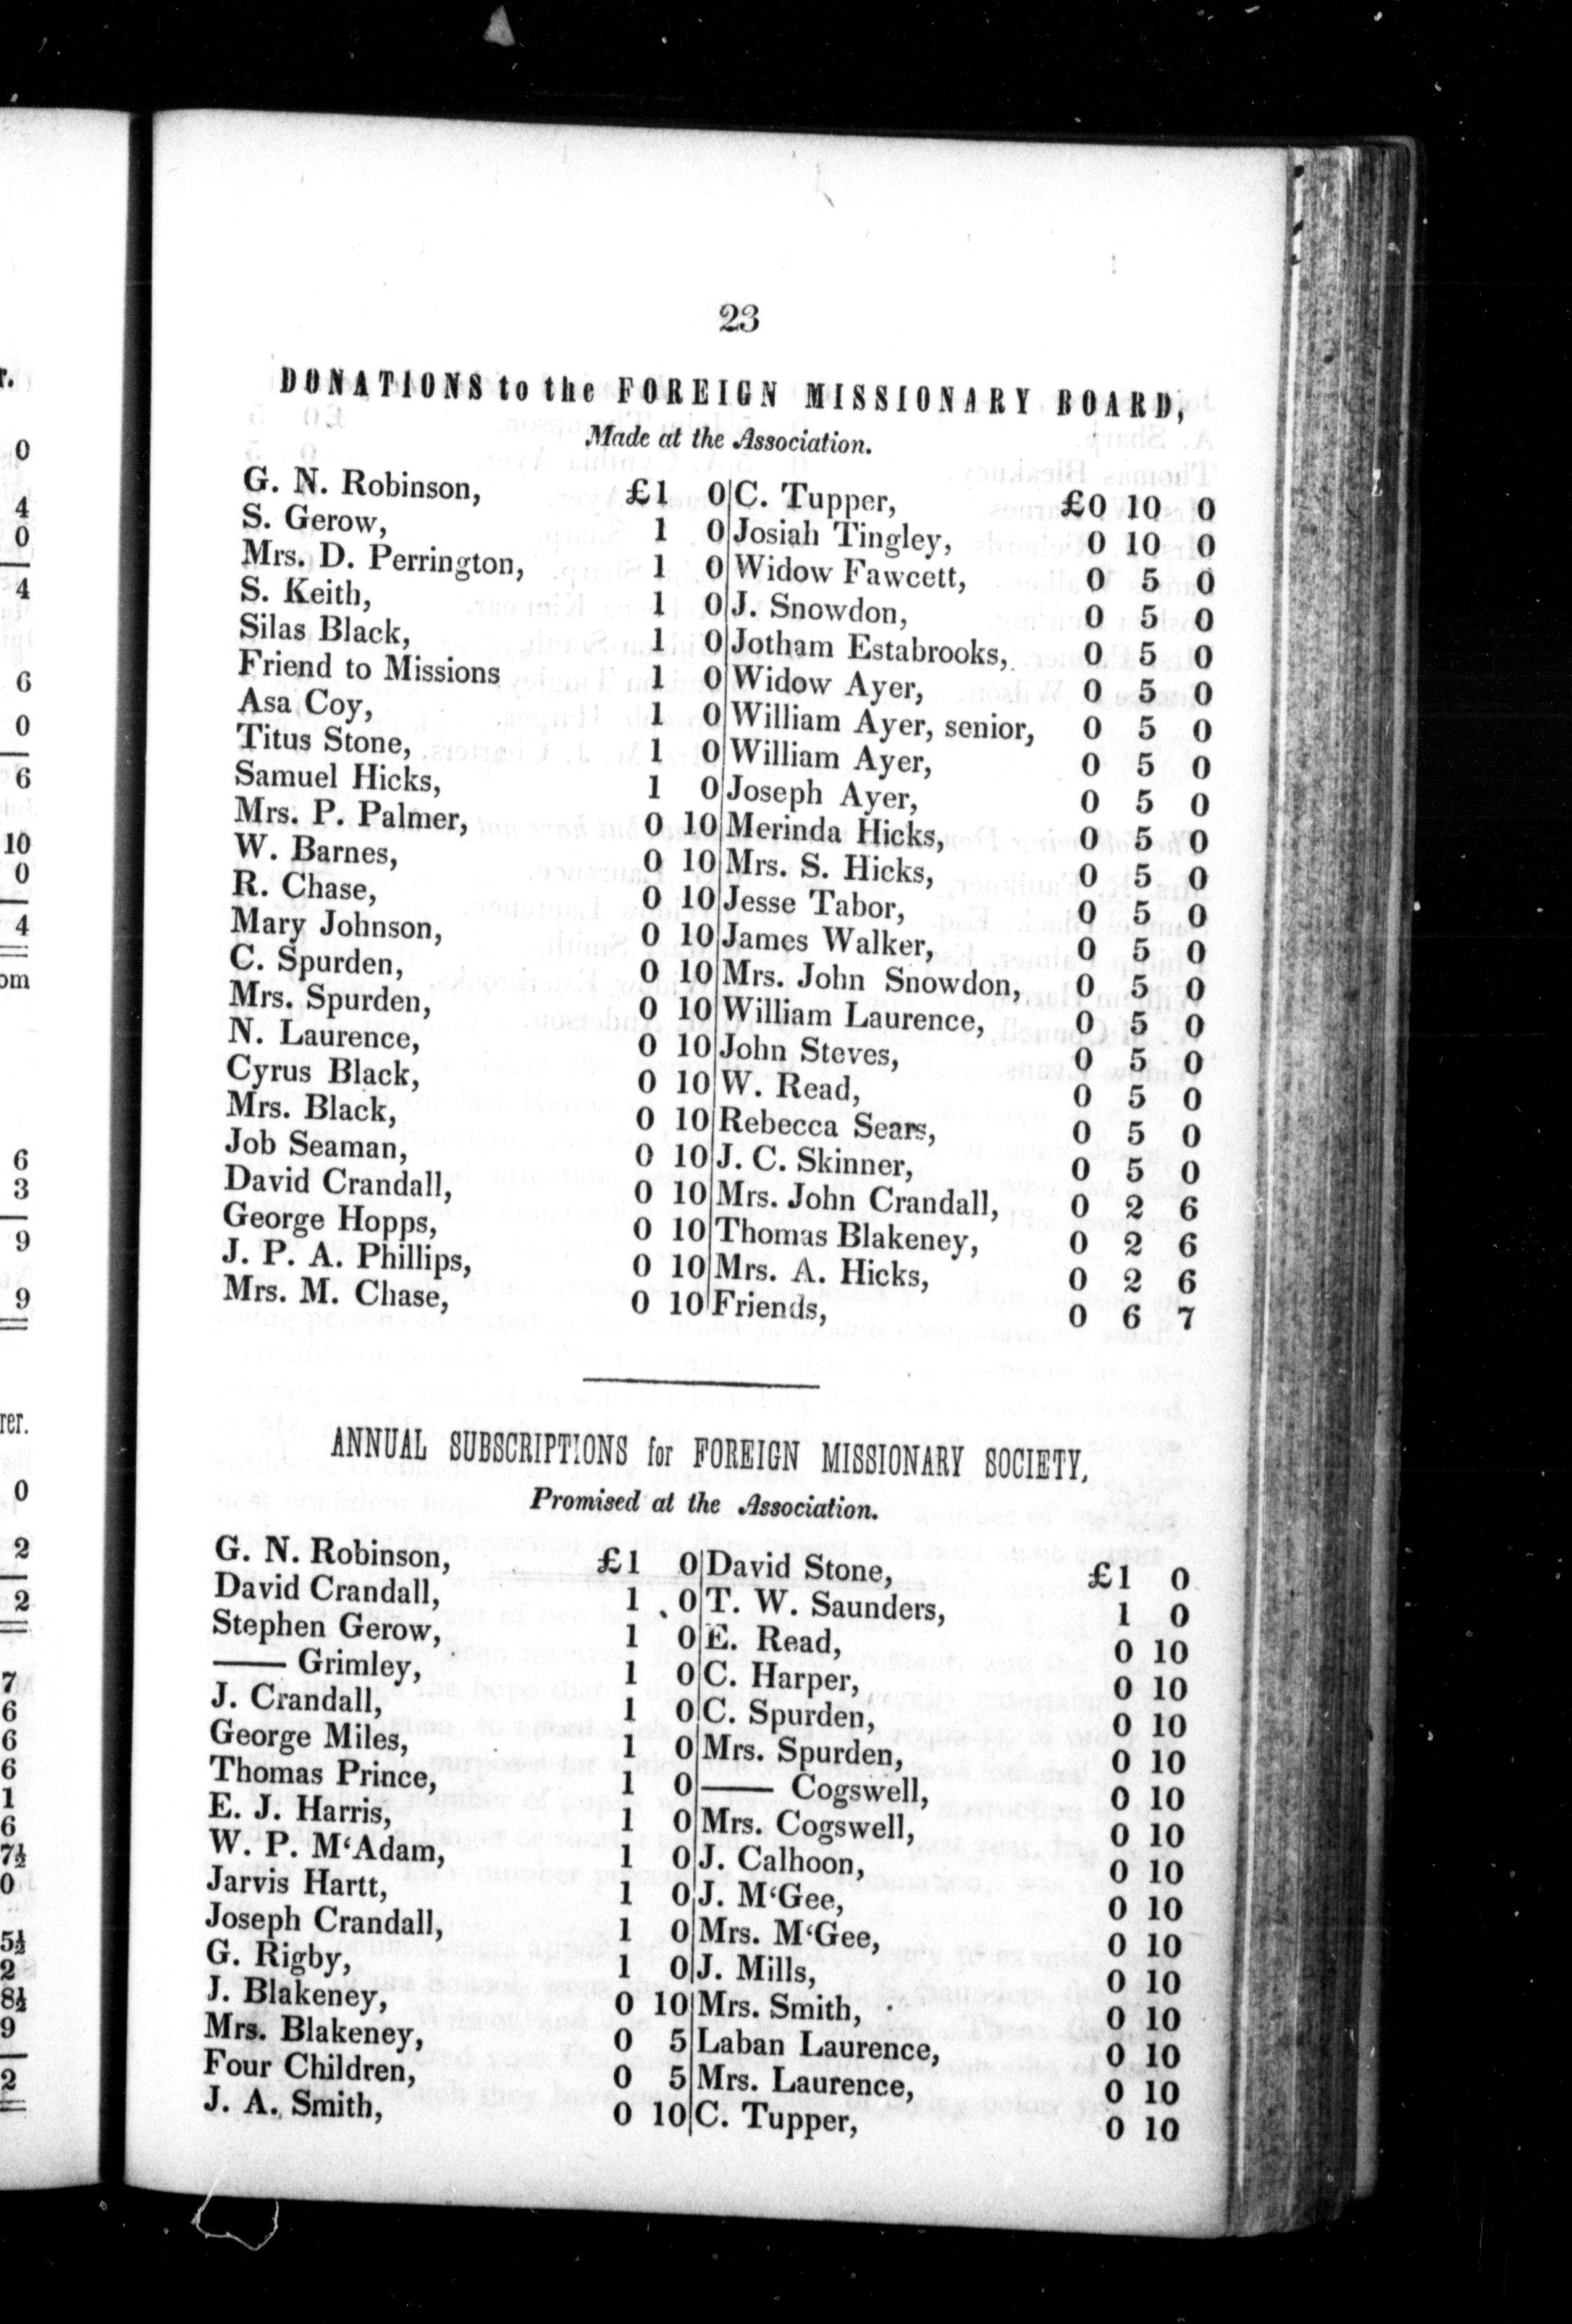 23
DONATIONS to the FOREIGN MISSIONARY BOARD,
Made at the Association.
G. N. Robinson, £1 0
S. Gerow, 1 0
Mrs. D. Perrington, 1 0
S. Keith, 1 0
Silas Black, 1 0
Friend to Missions 1 0
Asa Coy, 1 0
Titus Stone, 1 0
Samuel Hicks, 1 0
Mrs. P. Palmer, 0 10
W. Barnes, 0 10
R. Chase, 0 10
Mary Johnson, 0 10
C. Spurden, 0 10
Mrs. Spurden, 0 10
N. Laurence, 0 10
Cyrus Black, 0 10
Mrs. Black, 0 10
Job Seaman, 0 10
David Crandall, 0 10
George Hopps, 0 10
J. P. A. Phillips, 0 10
Mrs. M. Chase, 0 10
C. Tupper, £0 10 0
Josiah Tingley, 0 10 0
Widow Fawcett, 0 5 0
J. Snowdon, 0 5 0
Jotham Estabrooks, 0 5 0
Widow Ayer, 0 5 0
William Ayer, senior, 0 5 0
William Ayer, 0 5 0
Joseph Ayer, 0 5 0
Merinda Hicks, 0 5 0
Mrs. S. Hicks, 0 5 0
Jesse Tabor, 0 5 0
James Walker, 0 5 0
Mrs. John Snowdon, 0 5 0
William Laurence, 0 5 0
John Steves, 0 5 0
W. Read, 0 5 0
Rebecca Sears, 0 5 0
J. C. Skinner, 0 5 0
Mrs. John Crandall, 0 2 6
Thomas Blakeney, 0 2 6
Mrs. A. Hicks, 0 2 6
Friends, 0 6 7
ANNUAL SUBSCRIPTIONS for FOREIGN MISSIONARY SOCIETY,
Promised at the Association.
G. N. Robinson, £1 0
David Crandall, 1 0
Stephen Gerow, 1 0
—— Grimley, 1 0
J. Crandall, 1 0
George Miles, 1 0
Thomas Prince, 1 0
E. J. Harris, 1 0
W. P. M‘Adam, 1 0
Jarvis Hartt, 1 0
Joseph Crandall, 1 0
G. Rigby, 1 0
J. Blakeney, 0 10
Mrs. Blakeney, 0 5
Four Children, 0 5
J. A. Smith, 0 10
David Stone, £1 0
T. W. Saunders, 1 0
E. Read, 0 10
C. Harper, 0 10
C. Spurden, 0 10
Mrs. Spurden, 0 10
—— Cogswell, 0 10
Mrs. Cogswell, 0 10
J. Calhoon, 0 10
J. M‘Gee, 0 10
Mrs. M‘Gee, 0 10
J. Mills, 0 10
Mrs. Smith, 0 10
Laban Laurence, 0 10
Mrs. Laurence, 0 10
C. Tupper, 0 10